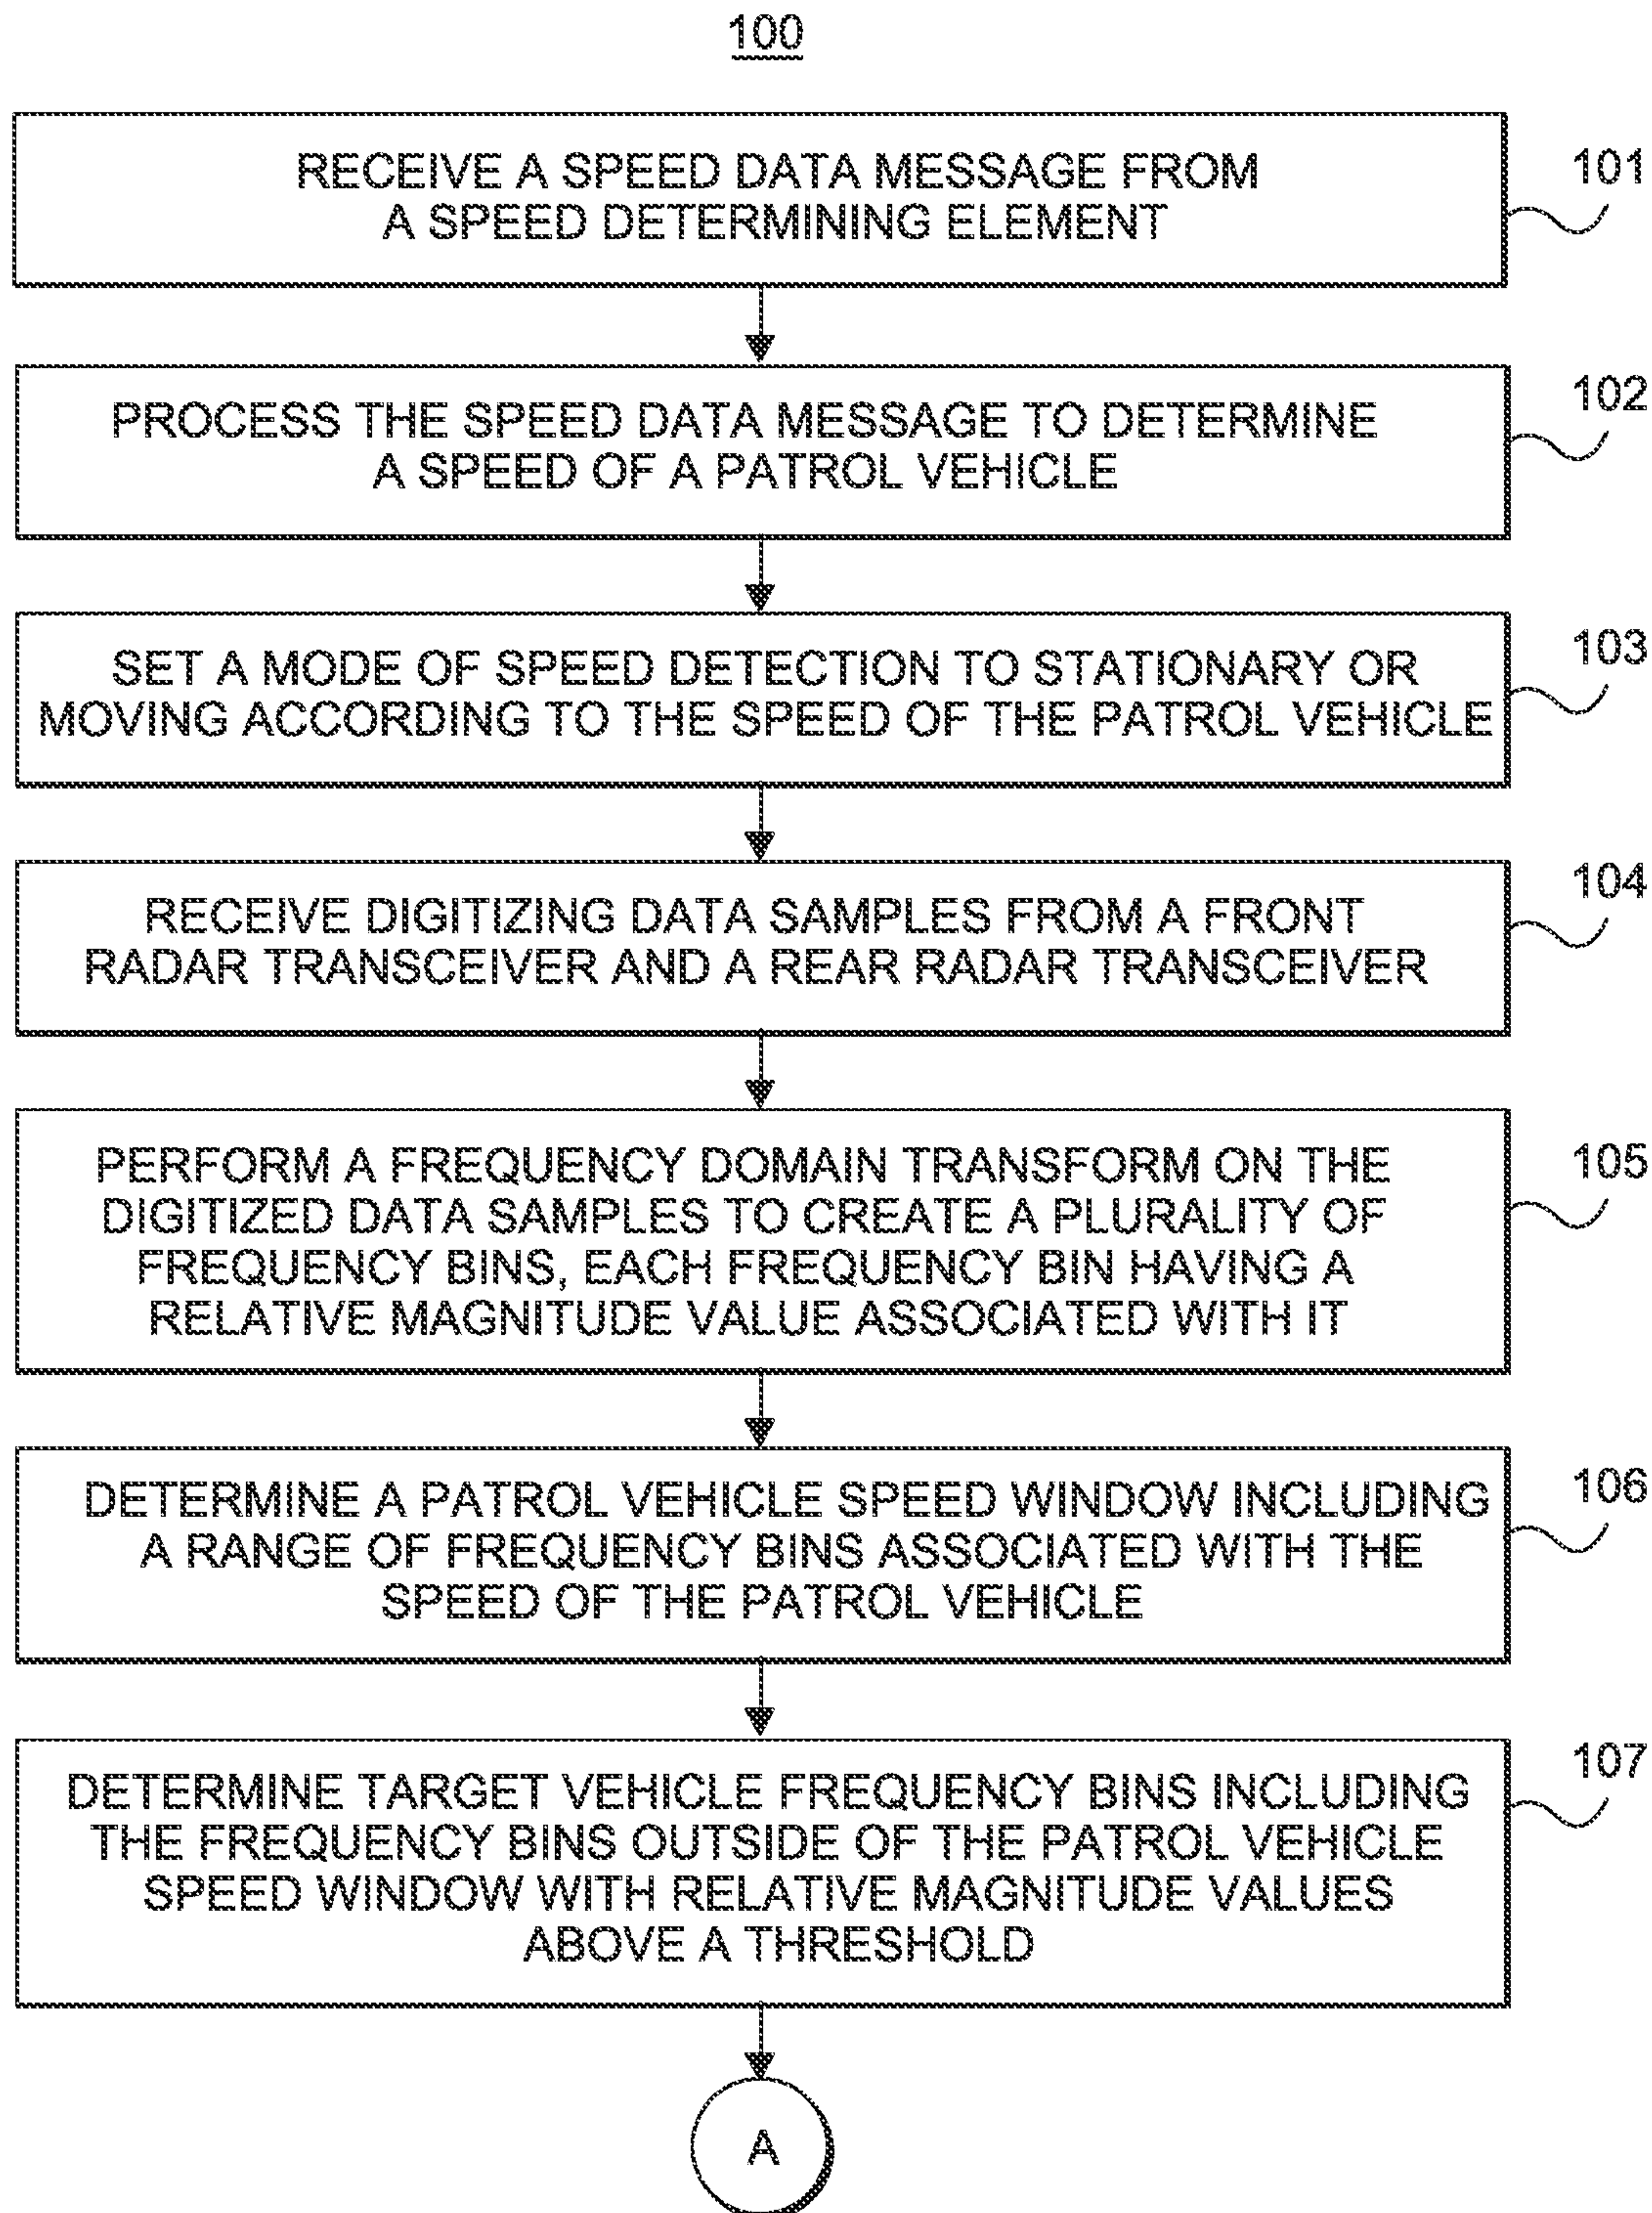 100
RECEIVE A SPEED DATA MESSAGE FROM
A SPEED DETERMINING ELEMENT
101
PROCESS THE SPEED DATA MESSAGE TO DETERMINE
A SPEED OF A PATROL VEHICLE
102
SET A MODE OF SPEED DETECTION TO STATIONARY OR
MOVING ACCORDING TO THE SPEED OF THE PATROL VEHICLE
103
RECEIVE DIGITIZING DATA SAMPLES FROM A FRONT
RADAR TRANSCEIVER AND A REAR RADAR TRANSCEIVER
104
PERFORM A FREQUENCY DOMAIN TRANSFORM ON THE
DIGITIZED DATA SAMPLES TO CREATE A PLURALITY OF
FREQUENCY BINS, EACH FREQUENCY BIN HAVING A
RELATIVE MAGNITUDE VALUE ASSOCIATED WITH IT
105
DETERMINE A PATROL VEHICLE SPEED WINDOW INCLUDING
A RANGE OF FREQUENCY BINS ASSOCIATED WITH THE
SPEED OF THE PATROL VEHICLE
106
DETERMINE TARGET VEHICLE FREQUENCY BINS INCLUDING
THE FREQUENCY BINS OUTSIDE OF THE PATROL VEHICLE
SPEED WINDOW WITH RELATIVE MAGNITUDE VALUES
ABOVE A THRESHOLD
107
A